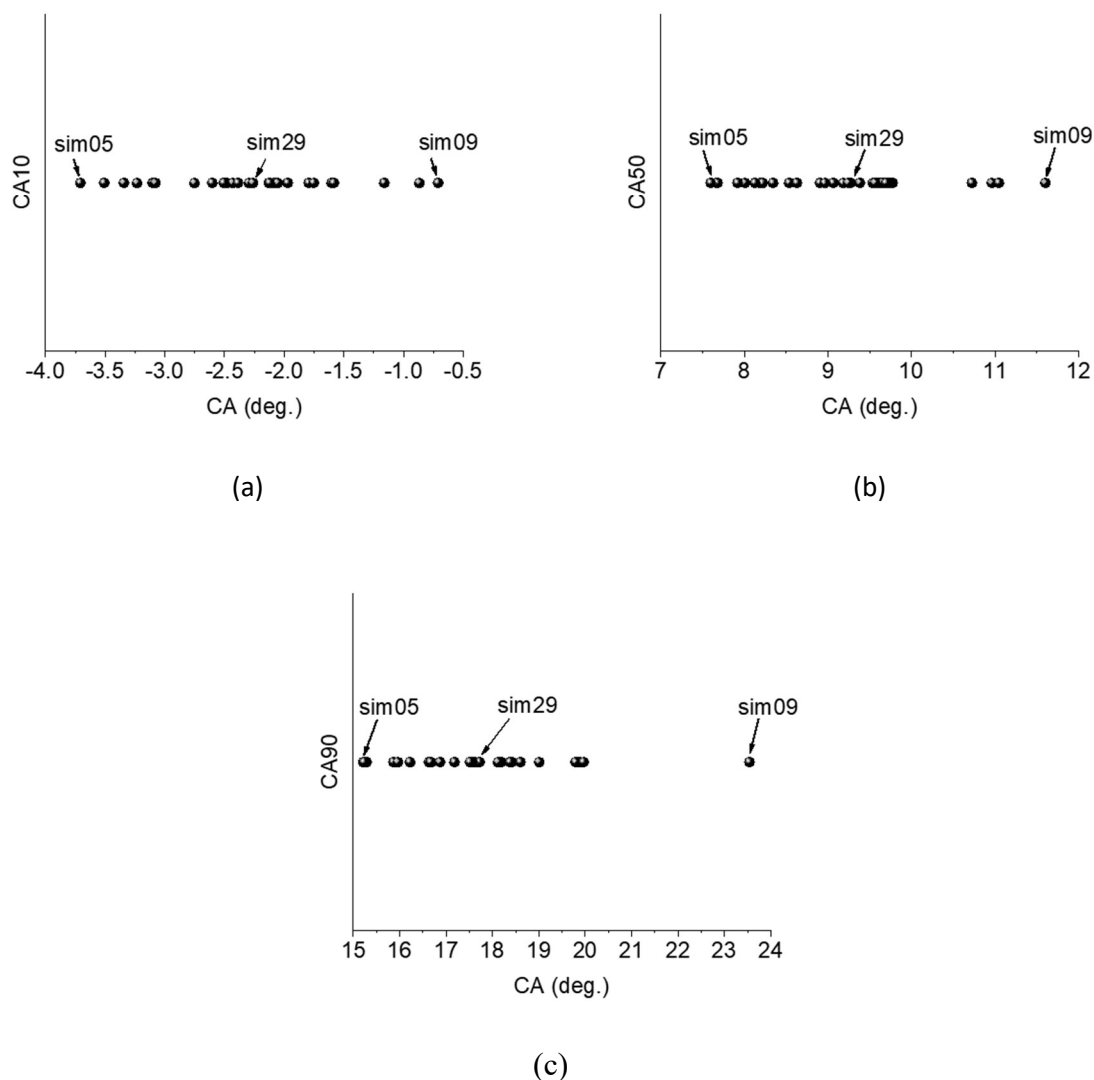 sim05
sim29
sim09
CA10
-4.0 -3.5 -3.0 -2.5 -2.0 -1.5 -1.0 -0.5
CA (deg.)
(a)
sim05
sim29
sim09
CA50
7 8 9 10 11 12
CA (deg.)
(b)
sim05
sim29
sim09
CA90
15 16 17 18 19 20 21 22 23 24
CA (deg.)
(c)